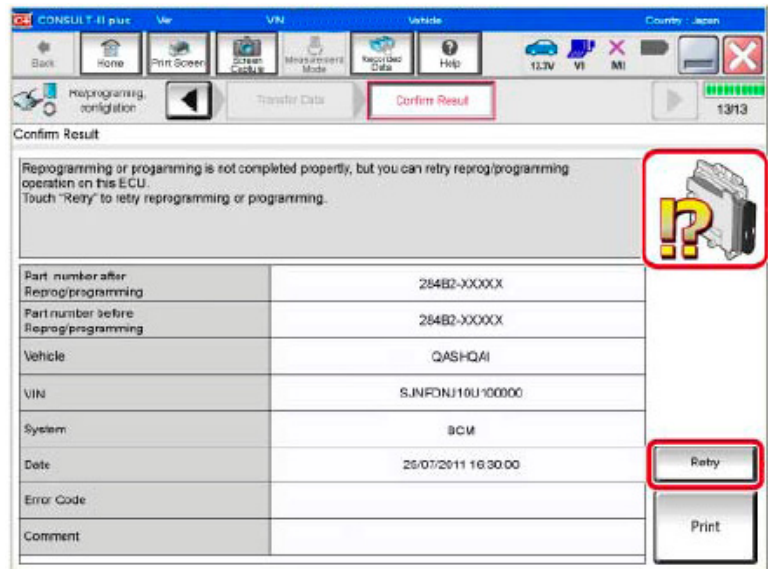 CONSULT-III plus Ver VIN Vehicle Country : Japan
Back Home Print Screen Screen Capture Measurement Mode Recorded Data Help 12.3V VI MI
Re/programming, configlation Transfer Data Confirm Result 13/13
Confirm Result
Reprogramming or progamming is not completed propertly, but you can retry reprog/programming
operation on this ECU.
Touch "Retry" to retry reprogramming or programming.
!?
Part number after
Reprog/programming 284B2-XXXXX
Part number before
Reprog/programming 284B2-XXXXX
Vehicle QASHQAI
VIN SJNFDNJ10U100000
System BCM
Date 26/07/2011 16:30:00
Retry
Error Code
Comment
Print